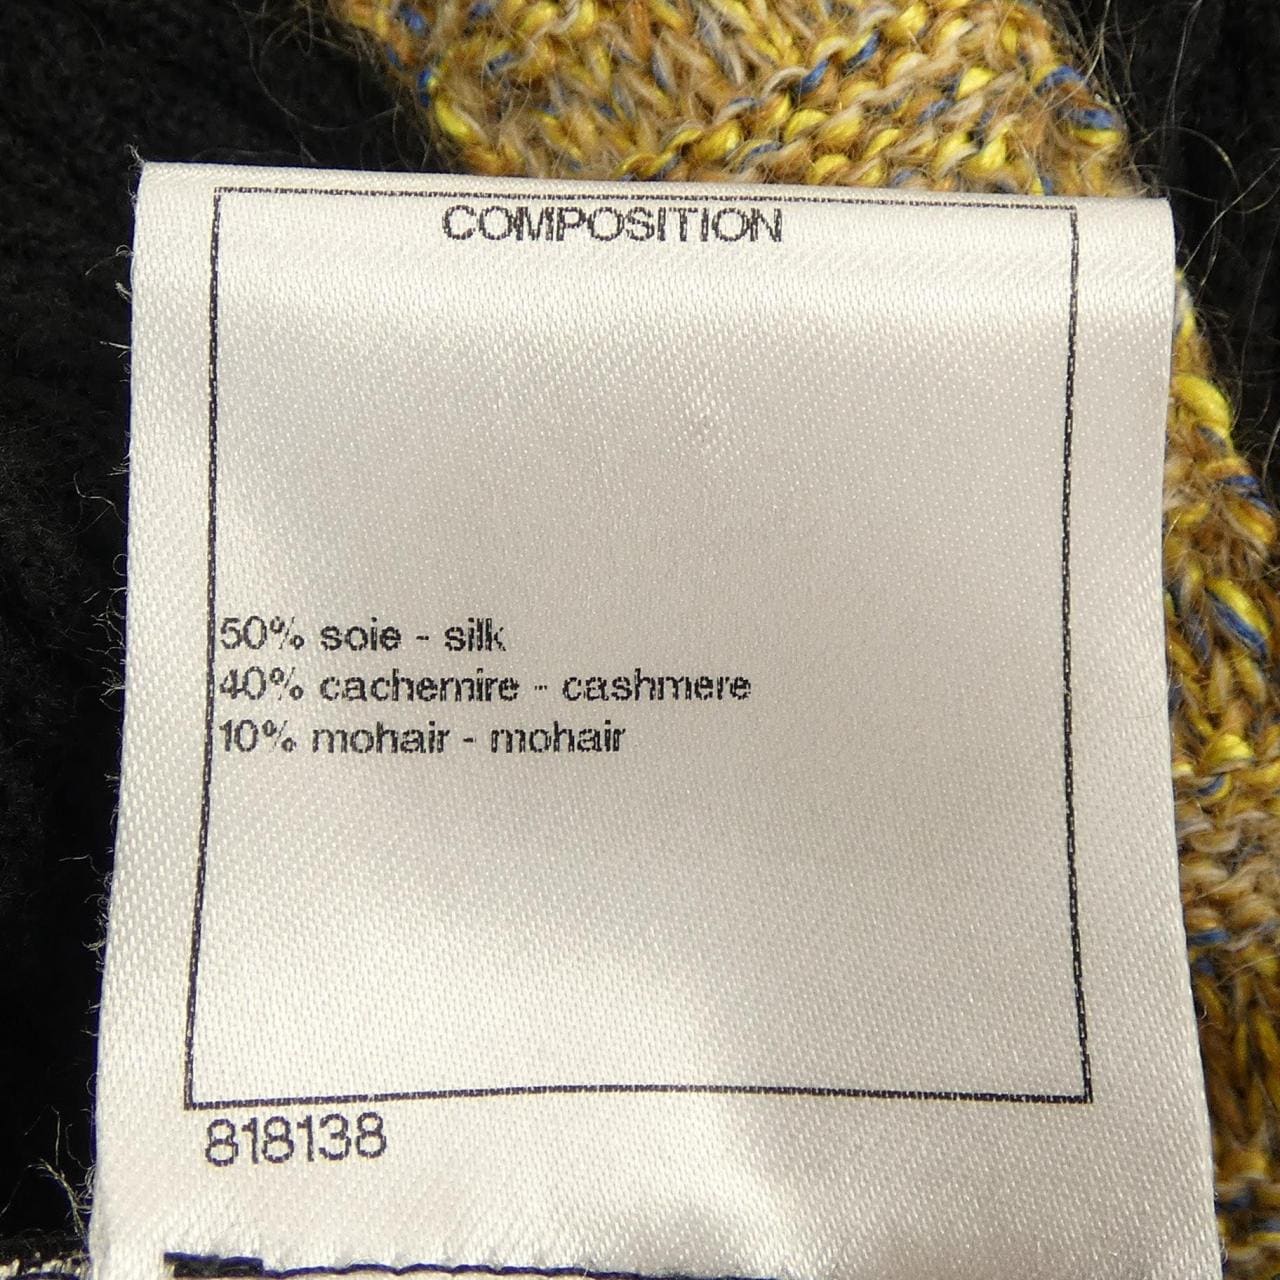 COMPOSITION
50% soie - silk
40% cachemire - cashmere
10% mohair - mohair
818138